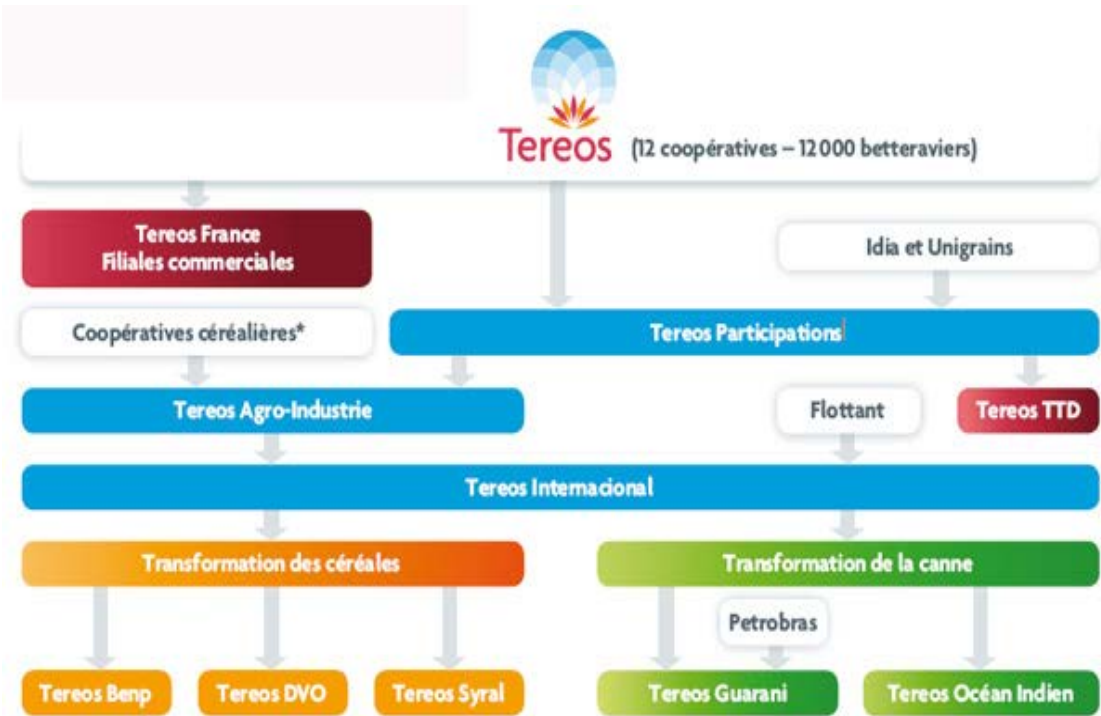 Tereos (12 coopératives – 12 000 betteraviers)
Tereos France
Filiales commerciales
Idia et Unigrains
Coopératives céréalières*
Tereos Participations
Tereos Agro-Industrie
Flottant
Tereos TTD
Tereos Internacional
Transformation des céréales
Transformation de la canne
Petrobras
Tereos Benp
Tereos DVO
Tereos Syral
Tereos Guarani
Tereos Océan Indien